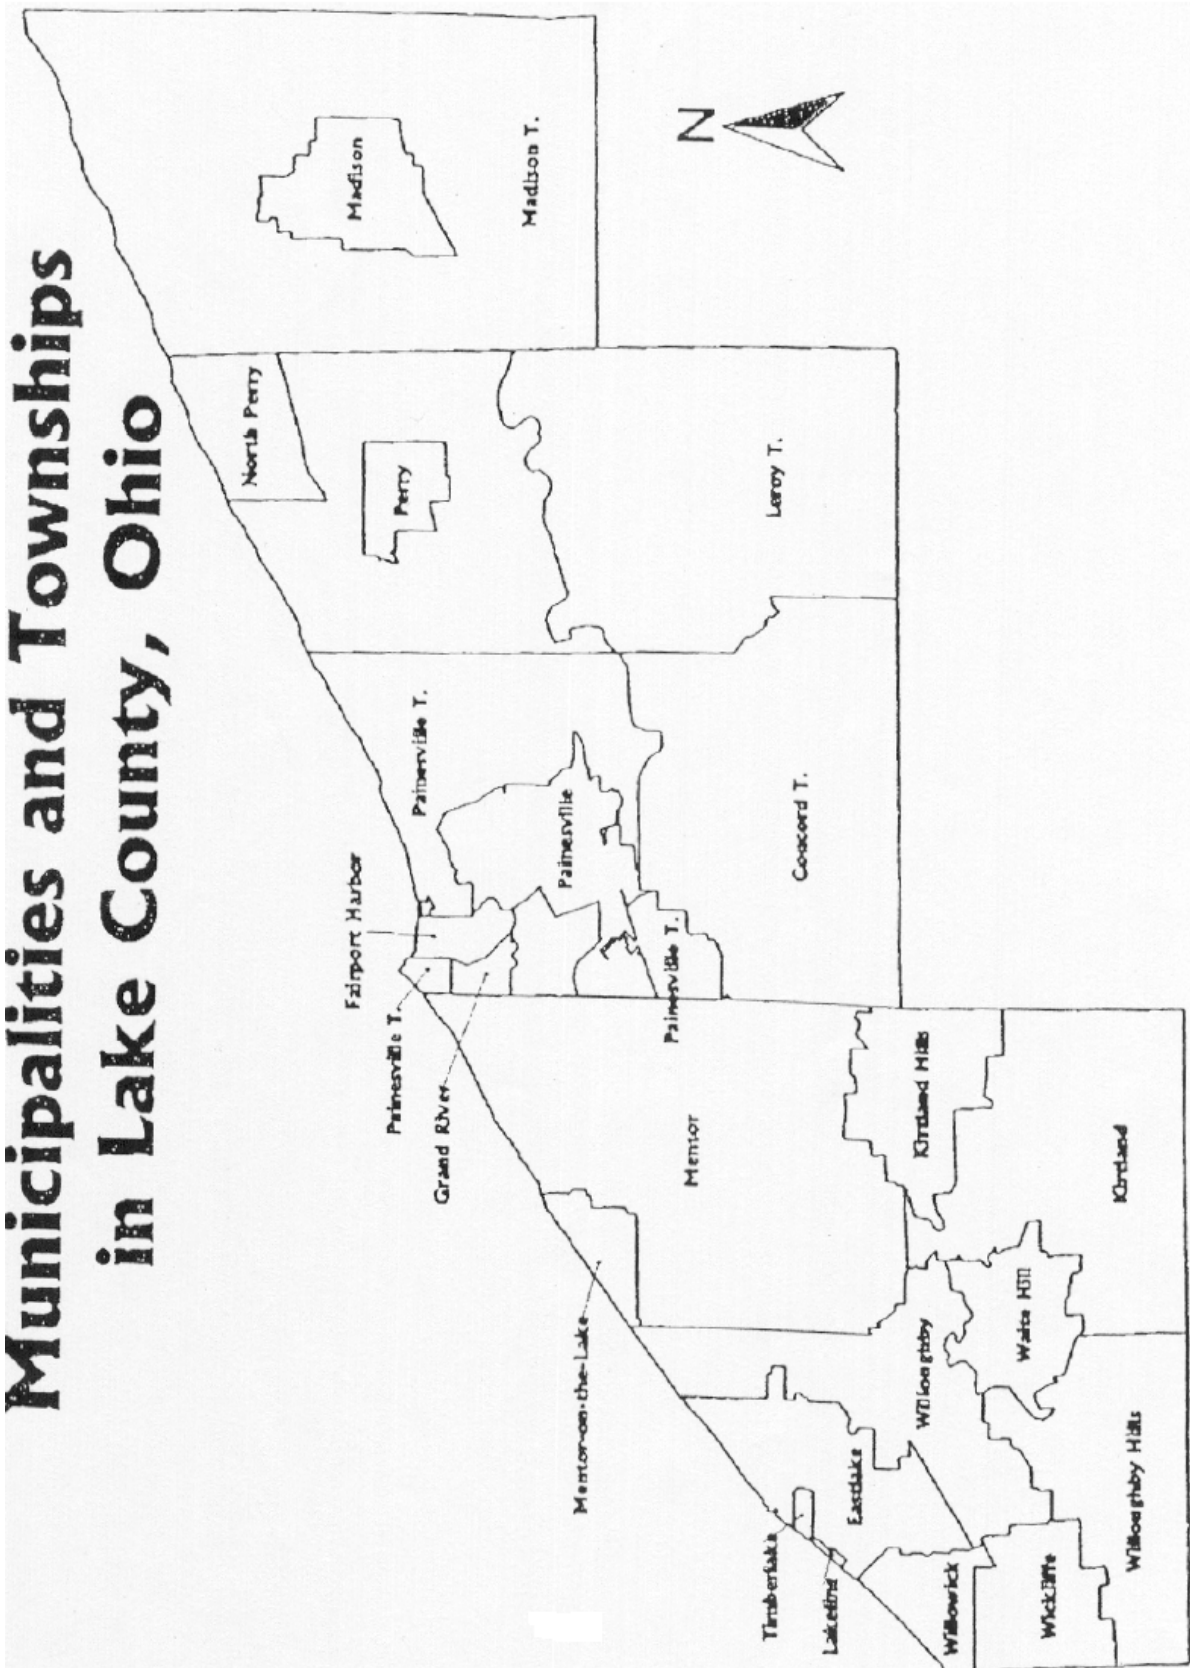 Municipalities and Townships
in Lake County, Ohio
N
Madison
Madison T.
North Perry
Perry
Leroy T.
Painesville T.
Painesville
Concord T.
Fairport Harbor
Painesville T.
Grand River
Painesville T.
Mentor
Kirtland Hills
Kirtland
Mentor-on-the-Lake
Waite Hill
Willoughby
Eastlake
Timberlake
Lakeline
Willowick
Wickliffe
Willoughby Hills